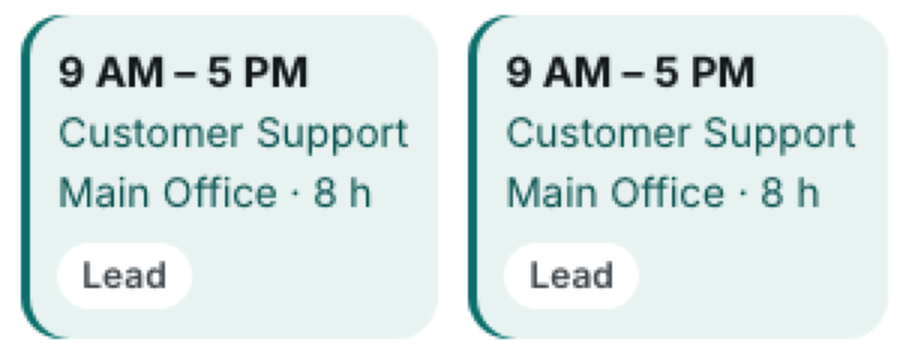 9 AM – 5 PM
Customer Support
Main Office · 8 h
Lead
9 AM – 5 PM
Customer Support
Main Office · 8 h
Lead